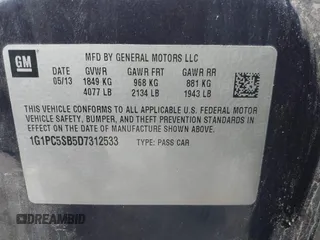 GM
MFD BY GENERAL MOTORS LLC
DATE GVWR GAWR FRT GAWR RR
05/13 1849 KG 968 KG 881 KG
4077 LB 2134 LB 1943 LB
THIS VEHICLE CONFORMS TO ALL APPLICABLE U.S. FEDERAL MOTOR
VEHICLE SAFETY, BUMPER, AND THEFT PREVENTION STANDARDS
IN EFFECT ON THE DATE OF MANUFACTURE SHOWN ABOVE.
1G1PC5SB5D7312533 TYPE: PASS CAR
DREAMBID